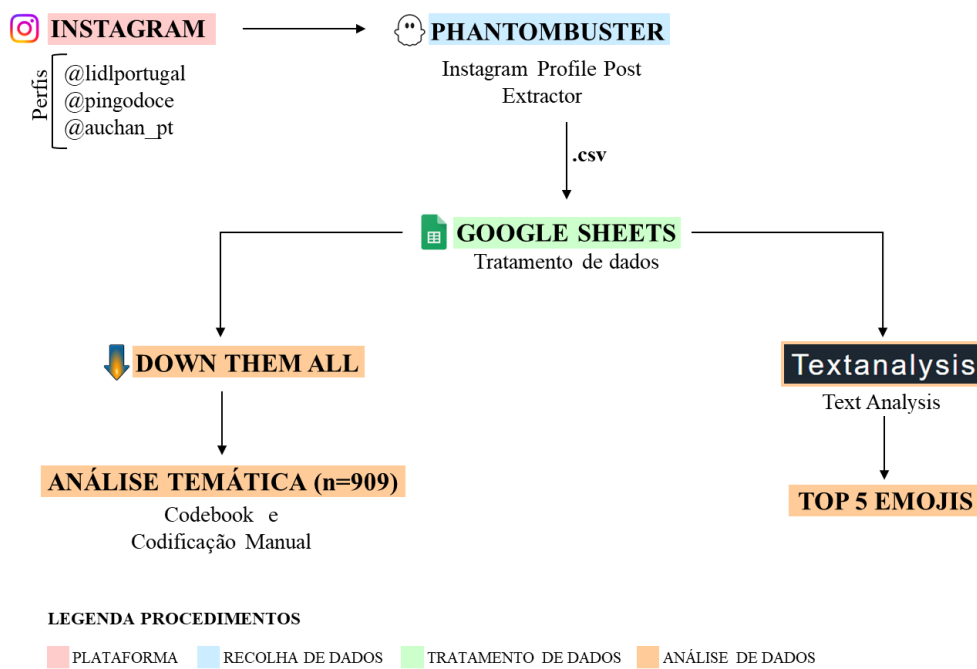 INSTAGRAM
PHANTOMBUSTER
Perfis
@lidlportugal
@pingodoce
@auchan_pt
Instagram Profile Post
Extractor
.csv
GOOGLE SHEETS
Tratamento de dados
DOWN THEM ALL
Textanalysis
Text Analysis
ANÁLISE TEMÁTICA (n=909)
Codebook e
Codificação Manual
TOP 5 EMOJIS
LEGENDA PROCEDIMENTOS
PLATAFORMA
RECOLHA DE DADOS
TRATAMENTO DE DADOS
ANÁLISE DE DADOS